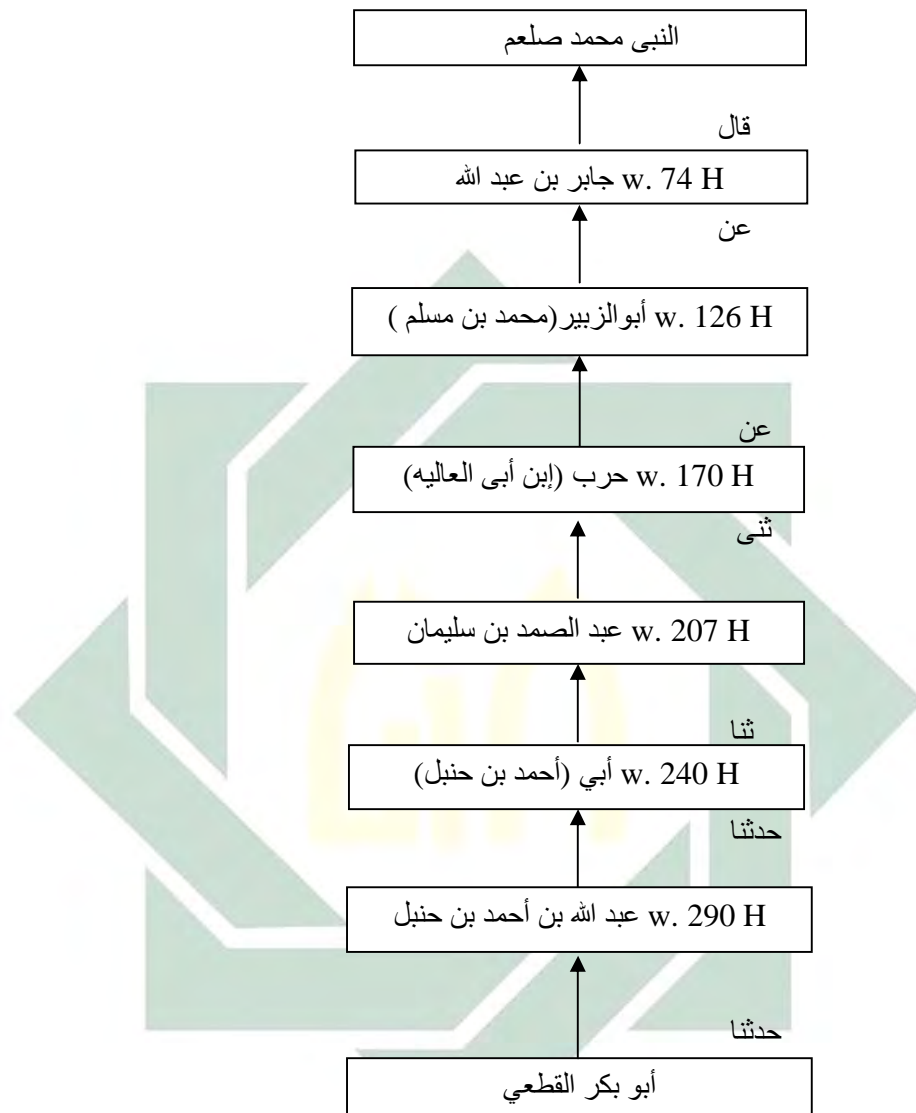 النبى محمد صلعم
قال
جابر بن عبد الله w. 74 H
عن
أبوالزبير(محمد بن مسلم ) w. 126 H
عن
حرب (إبن أبى العاليه) w. 170 H
ثنى
عبد الصمد بن سليمان w. 207 H
ثنا
أبي (أحمد بن حنبل) w. 240 H
حدثنا
عبد الله بن أحمد بن حنبل w. 290 H
حدثنا
أبو بكر القطعي